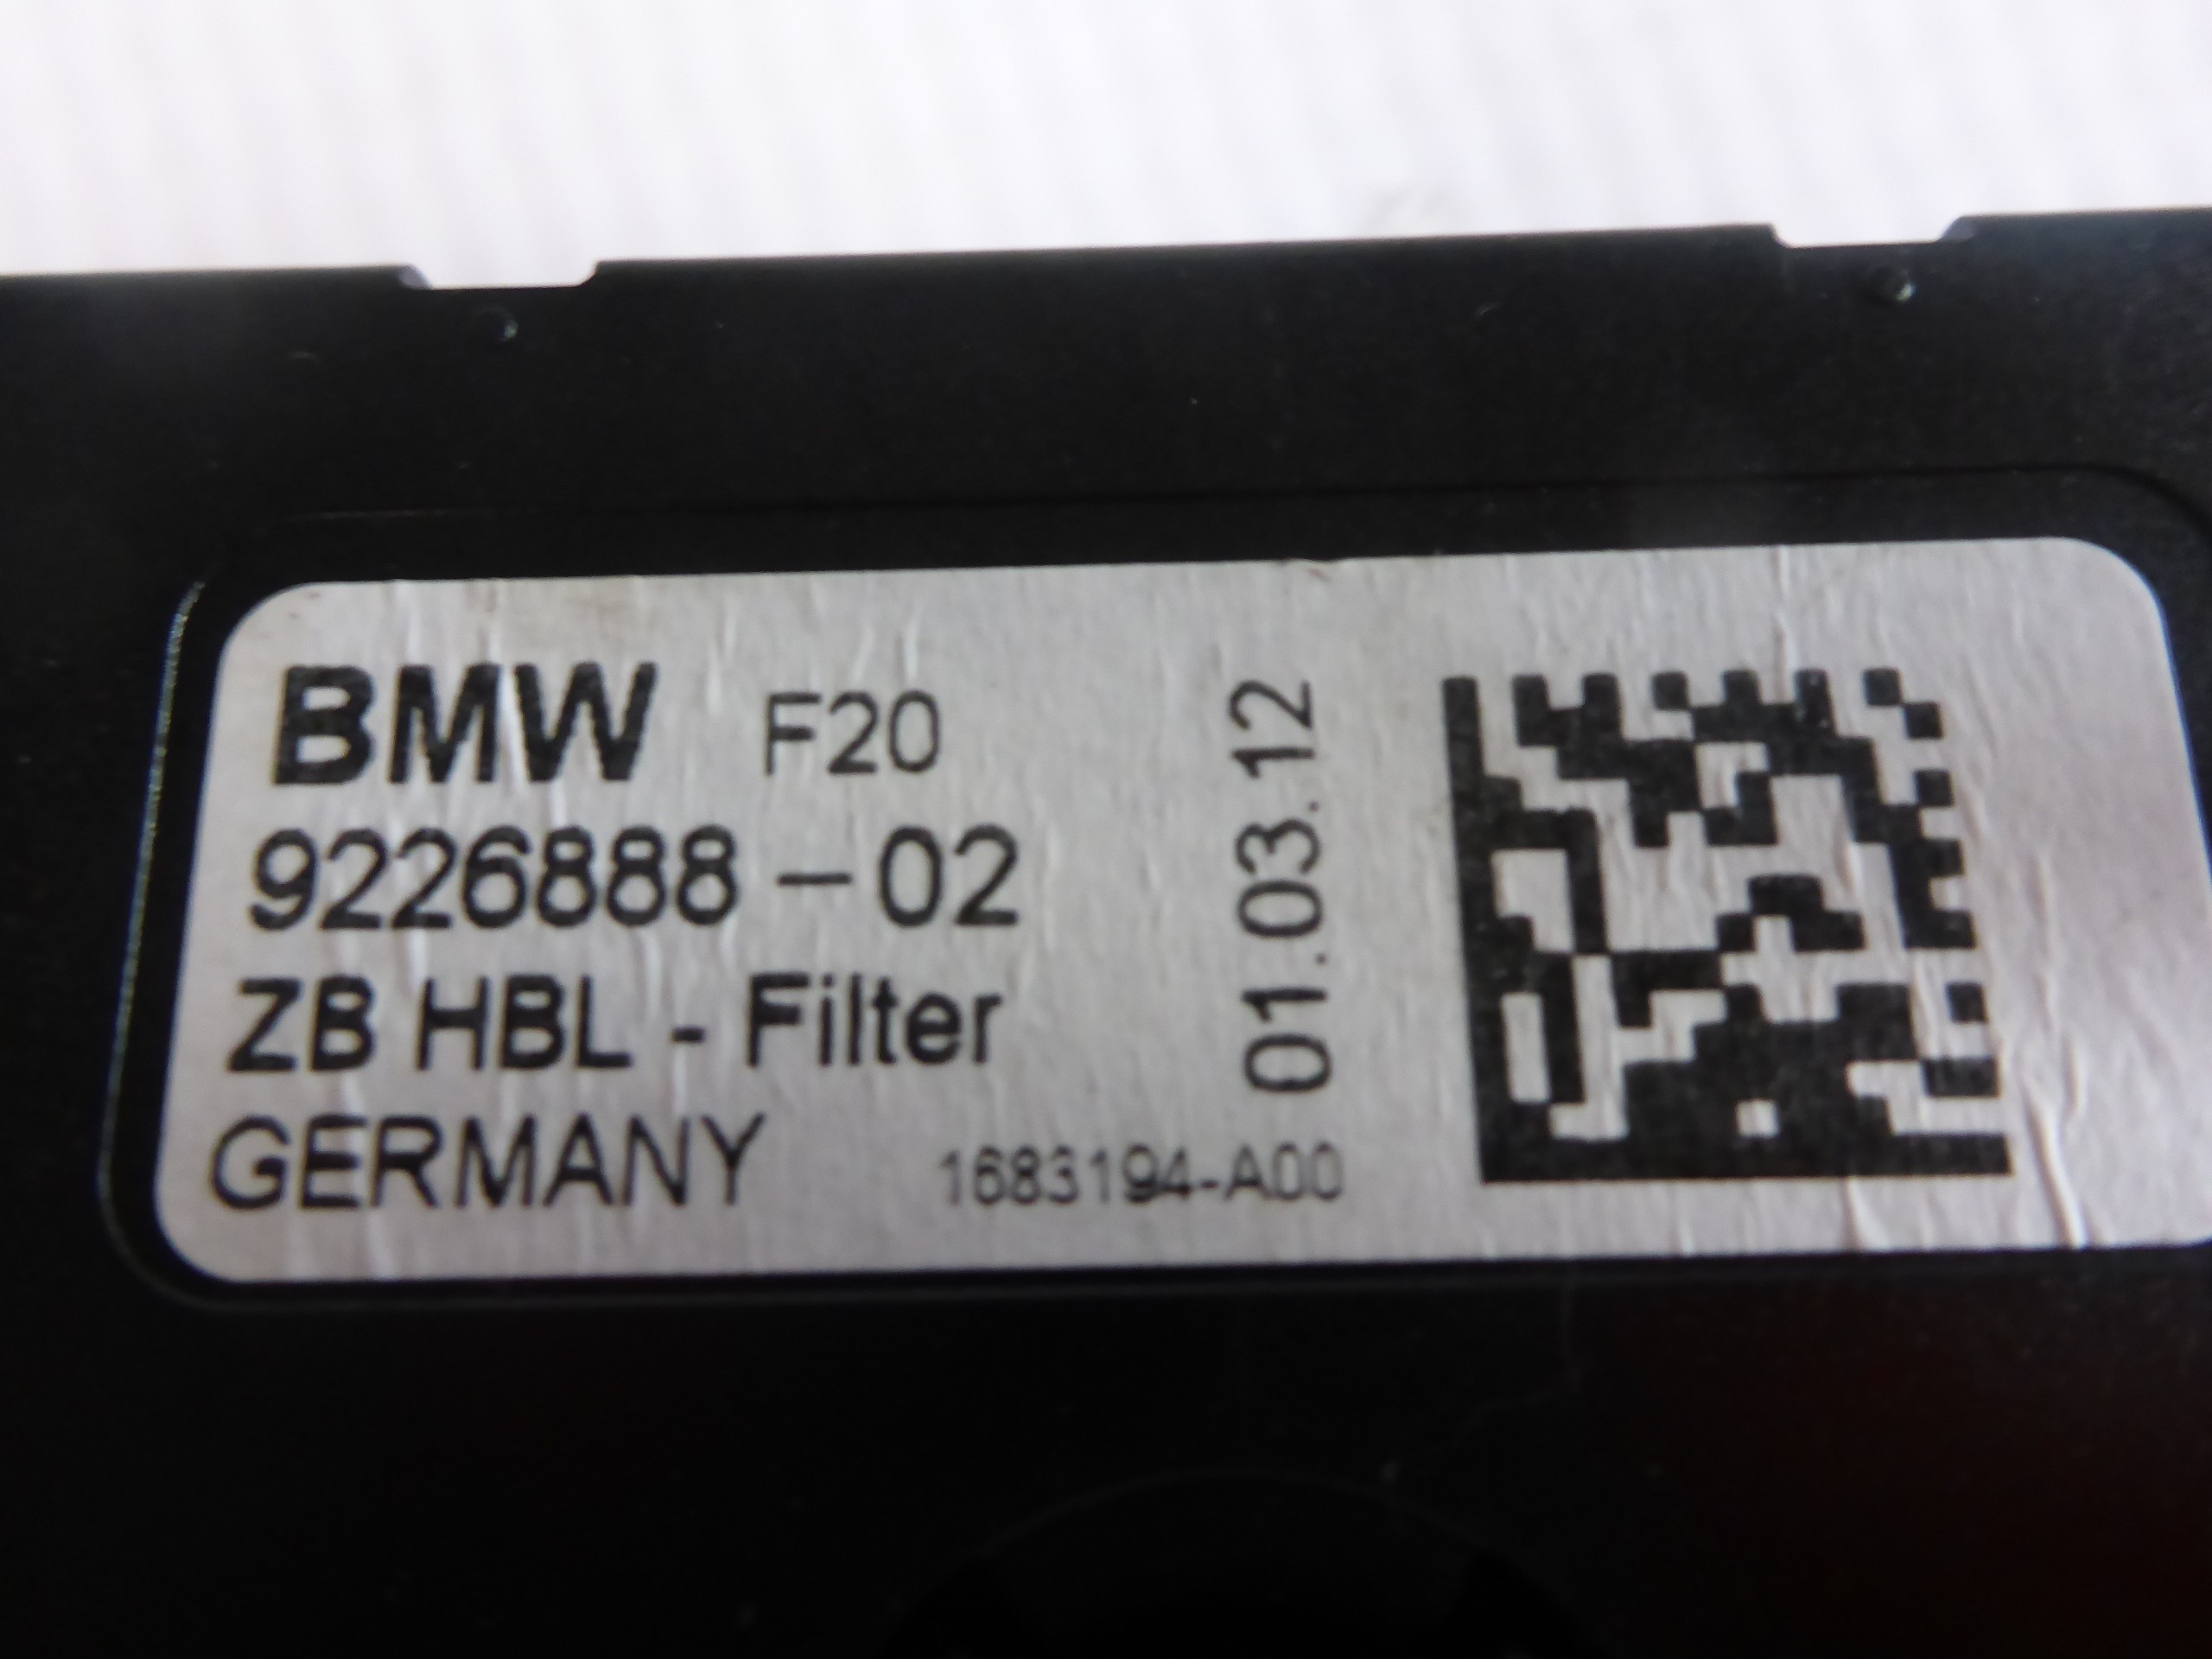 BMW F20
9226888-02
ZB HBL - Filter
GERMANY 1683194-A00
01.03.12